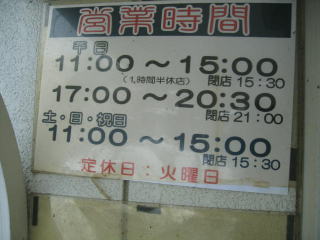 営業時間
平日
11:00～15:00
(1,時間半休店) 閉店 15:30
17:00～20:30
閉店 21:00
土・日・祝日
11:00～15:00
閉店 15:30
定休日:火曜日